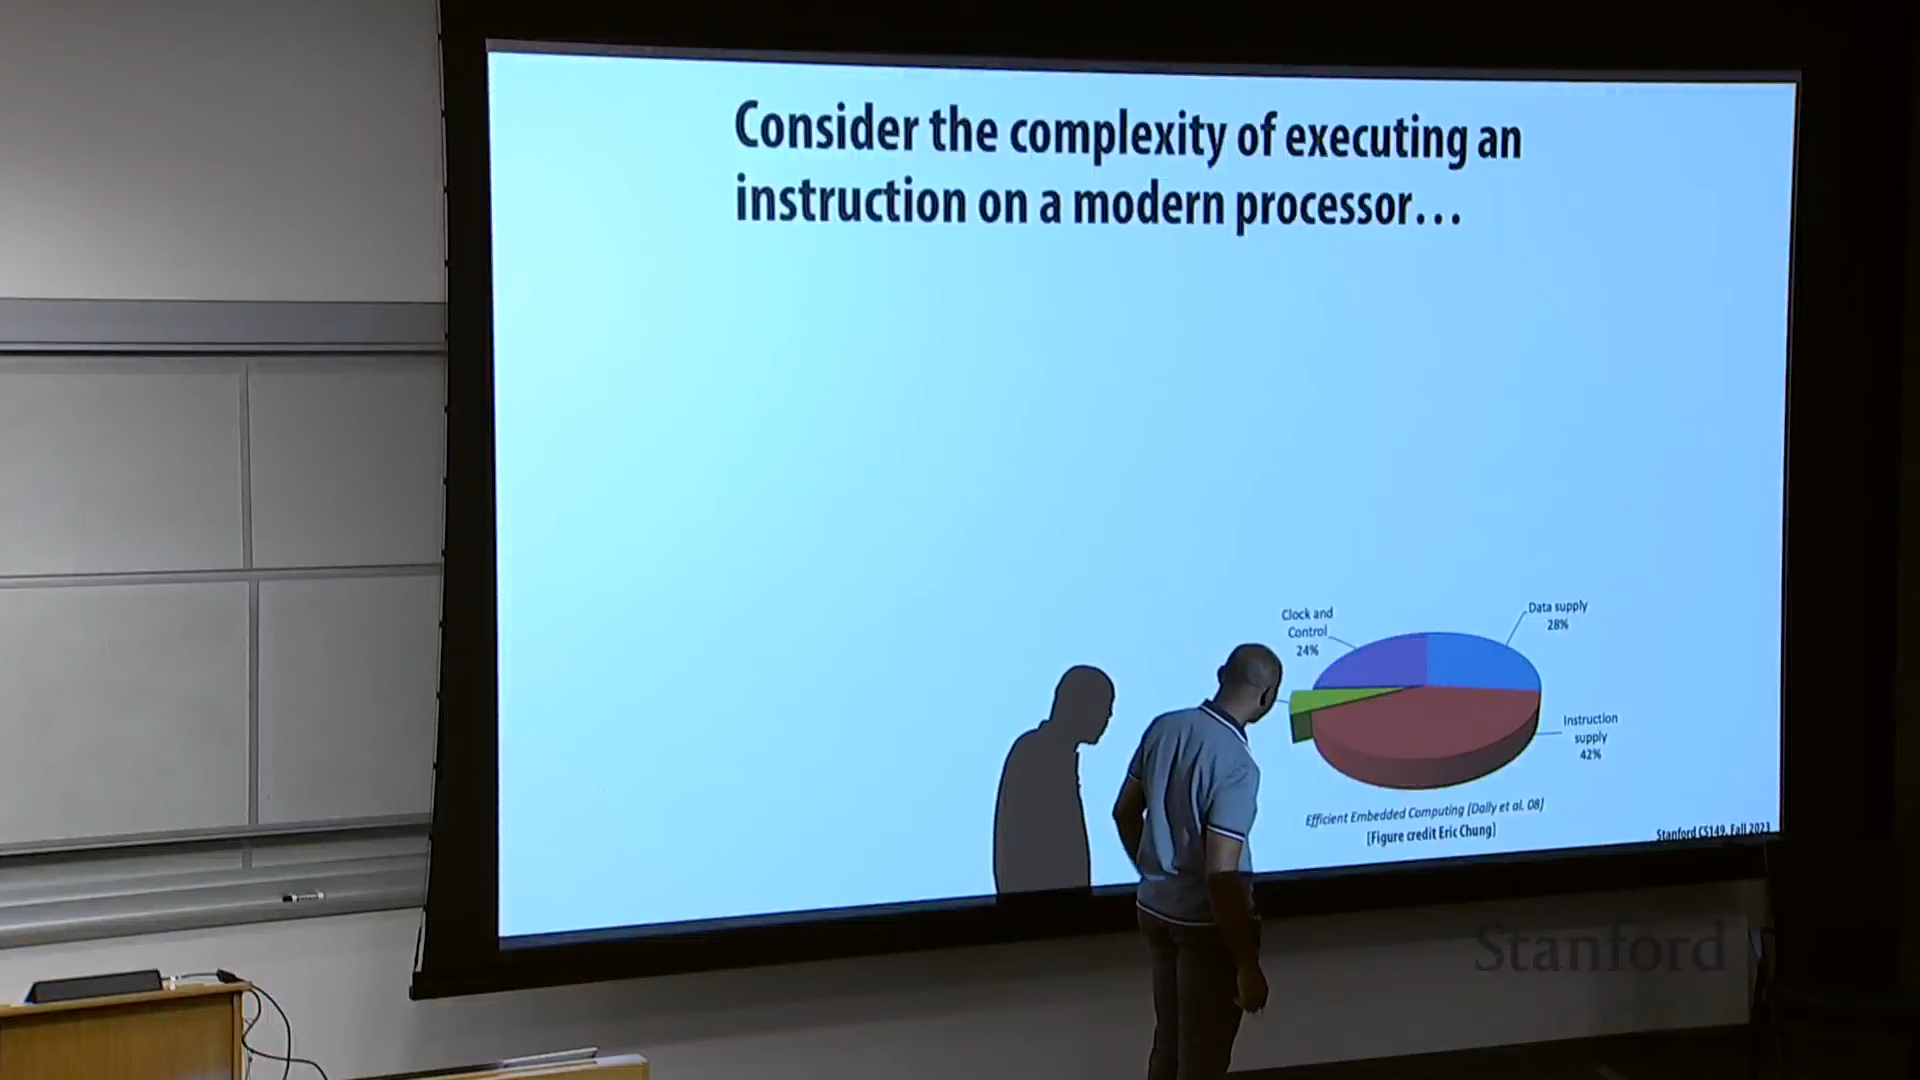 Consider the complexity of executing an
instruction on a modern processor…
Clock and
Control
24%
Data supply
28%
Instruction
supply
42%
Efficient Embedded Computing (Dally et al. 08)
[Figure credit Eric Chung]
Stanford CS149, Fall 2023
Stanford